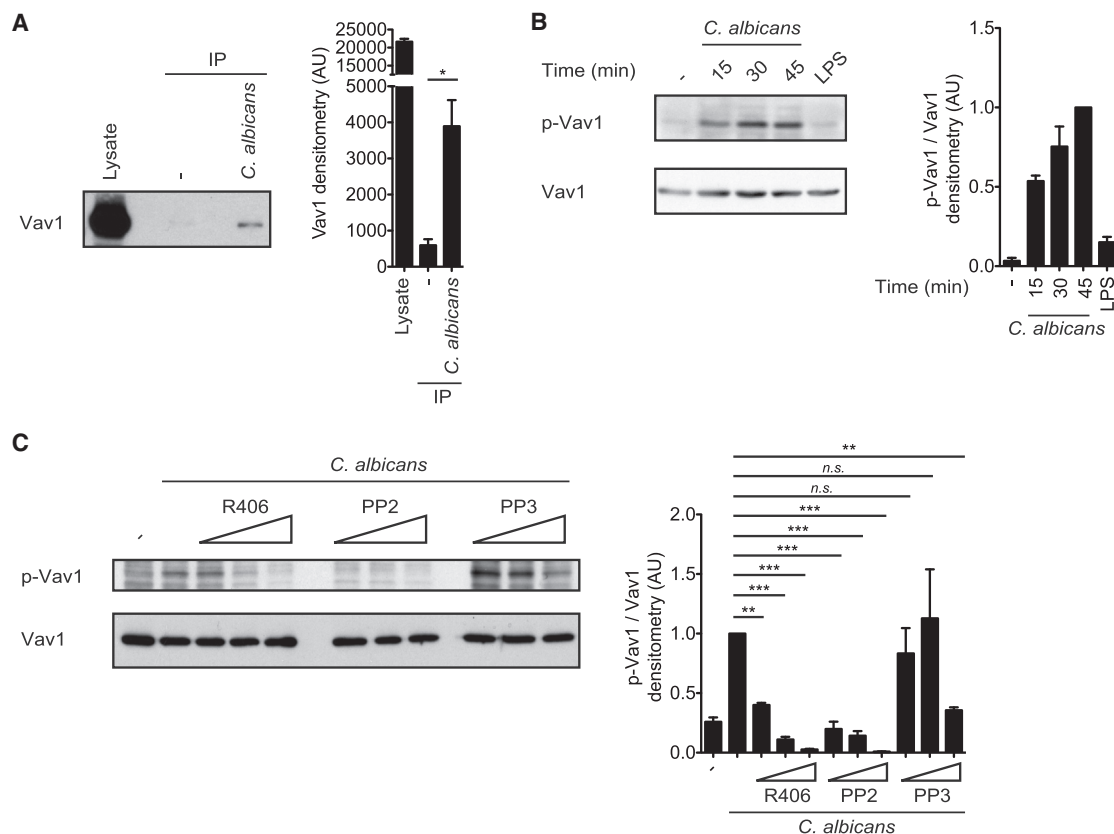 A
IP
Lysate
-
C. albicans
Vav1
Vav1 densitometry (AU)
25000
20000
15000
5000
4000
3000
2000
1000
0
*
Lysate
-
C. albicans
IP
B
C. albicans
Time (min)
- 15 30 45 LPS
p-Vav1
Vav1
p-Vav1 / Vav1
densitometry (AU)
1.5
1.0
0.5
0.0
Time (min)
- 15 30 45 LPS
C. albicans
C
C. albicans
R406 PP2 PP3
-
p-Vav1
Vav1
p-Vav1 / Vav1
densitometry (AU)
**
n.s.
n.s.
***
***
***
***
***
**
2.0
1.5
1.0
0.5
0.0
-
R406 PP2 PP3
C. albicans